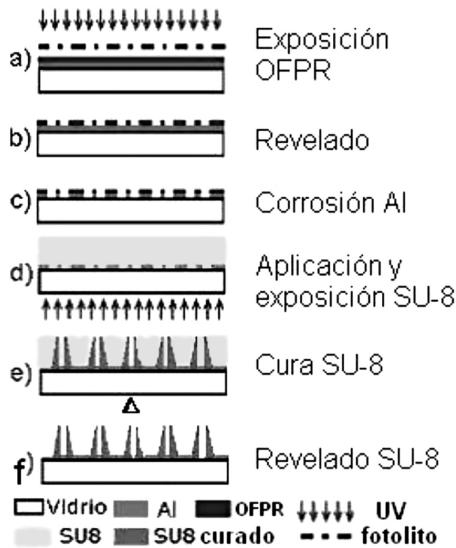 a)
Exposición
OFPR
b)
Revelado
c)
Corrosión Al
d)
Aplicación y
exposición SU-8
e)
Cura SU-8
f)
Revelado SU-8
Vidrio Al OFPR UV
SU8 SU8 curado fotolito